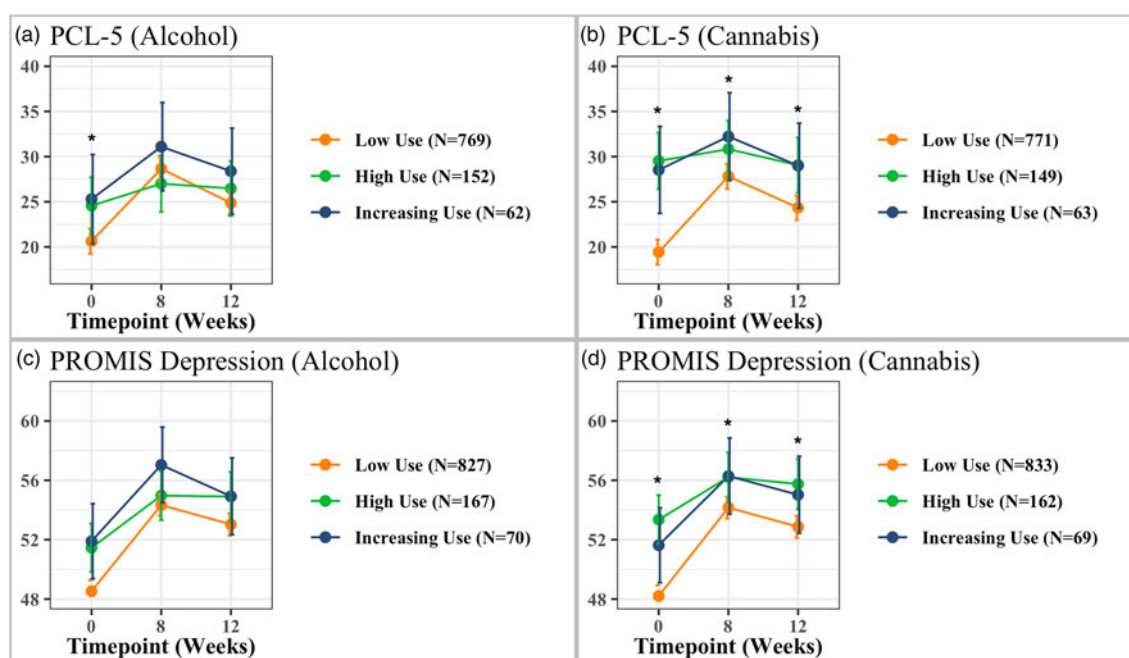 (a) PCL-5 (Alcohol)
40
35
30
25
20
*
0 8 12
Timepoint (Weeks)
Low Use (N=769)
High Use (N=152)
Increasing Use (N=62)
(b) PCL-5 (Cannabis)
40
35
30
25
20
* * *
0 8 12
Timepoint (Weeks)
Low Use (N=771)
High Use (N=149)
Increasing Use (N=63)
(c) PROMIS Depression (Alcohol)
60
56
52
48
0 8 12
Timepoint (Weeks)
Low Use (N=827)
High Use (N=167)
Increasing Use (N=70)
(d) PROMIS Depression (Cannabis)
60
56
52
48
* * *
0 8 12
Timepoint (Weeks)
Low Use (N=833)
High Use (N=162)
Increasing Use (N=69)